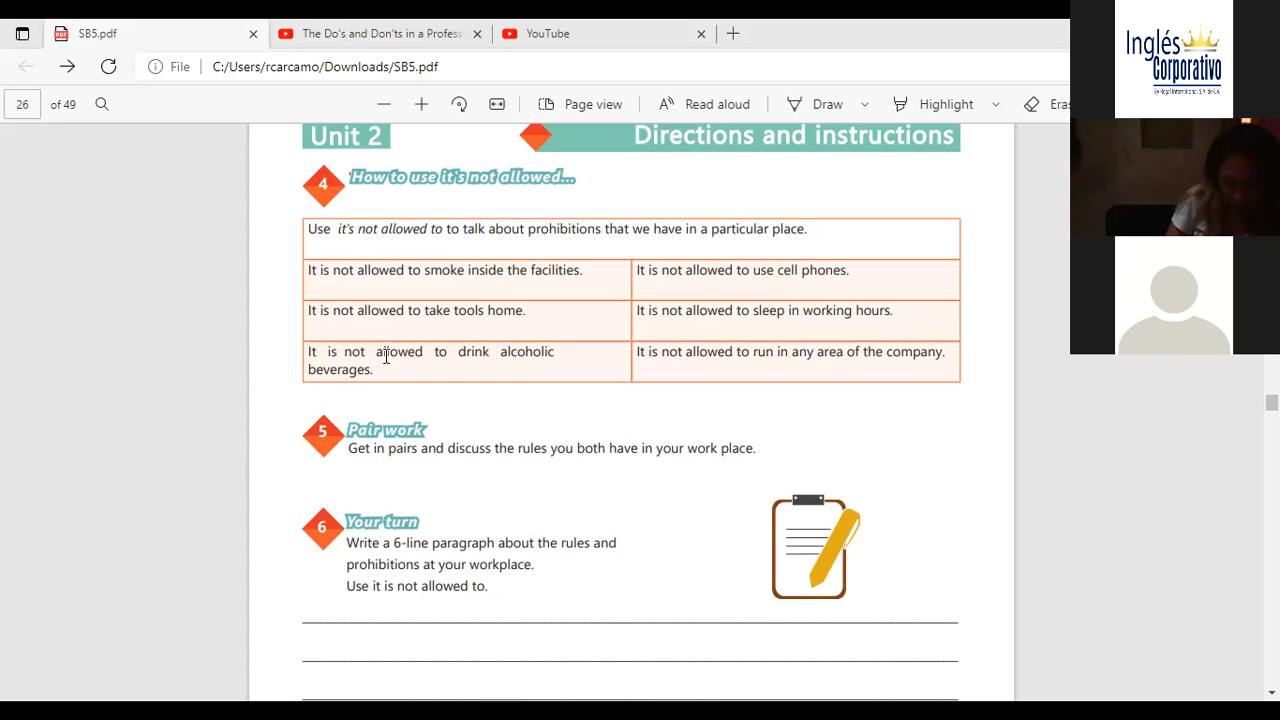 SB5.pdf
The Do's and Don'ts in a Profess
YouTube
File
C:/Users/rcarcamo/Downloads/SB5.pdf
26 of 49
Page view
Read aloud
Draw
Highlight
Eras
Inglés
Corporativo
By Regal International S.A. de C.V.
Unit 2
Directions and instructions
4
How to use it's not allowed...
Use it's not allowed to to talk about prohibitions that we have in a particular place.
It is not allowed to smoke inside the facilities.
It is not allowed to use cell phones.
It is not allowed to take tools home.
It is not allowed to sleep in working hours.
It is not allowed to drink alcoholic
beverages.
It is not allowed to run in any area of the company.
5
Pair work
Get in pairs and discuss the rules you both have in your work place.
6
Your turn
Write a 6-line paragraph about the rules and
prohibitions at your workplace.
Use it is not allowed to.